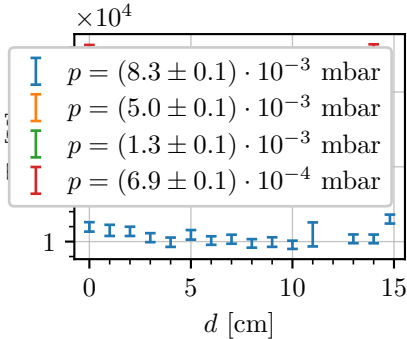 ×10⁴
p = (8.3 ± 0.1) · 10⁻³ mbar
p = (5.0 ± 0.1) · 10⁻³ mbar
p = (1.3 ± 0.1) · 10⁻³ mbar
p = (6.9 ± 0.1) · 10⁻⁴ mbar
1
0 5 10 15
d [cm]